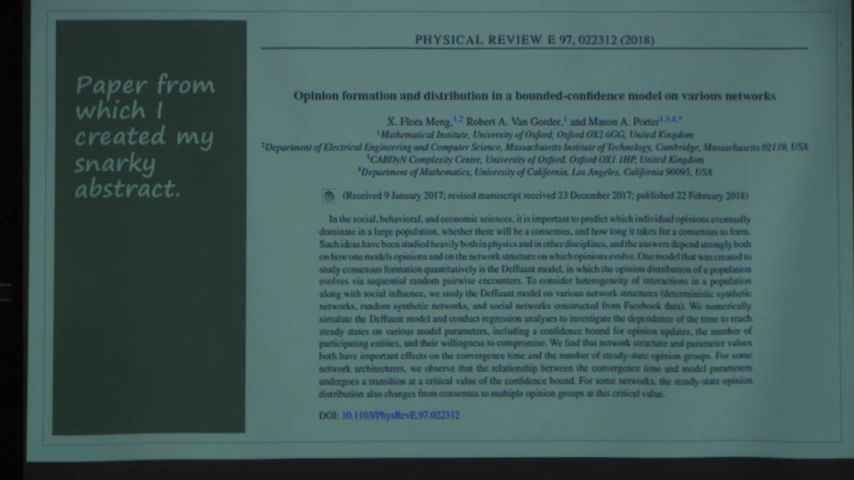 Paper from
which I
created my
snarky
abstract.
PHYSICAL REVIEW E 97, 022312 (2018)
Opinion formation and distribution in a bounded-confidence model on various networks
X. Flora Meng,1,2 Robert A. Van Gorder,1 and Mason A. Porter1,3,4,*
1Mathematical Institute, University of Oxford, Oxford OX2 6GG, United Kingdom
2Department of Electrical Engineering and Computer Science, Massachusetts Institute of Technology, Cambridge, Massachusetts 02139, USA
3CABDyN Complexity Centre, University of Oxford, Oxford OX1 1HP, United Kingdom
4Department of Mathematics, University of California, Los Angeles, California 90095, USA
(Received 9 January 2017; revised manuscript received 23 December 2017; published 22 February 2018)
In the social, behavioral, and economic sciences, it is important to predict which individual opinions eventually
dominate in a large population, whether there will be a consensus, and how long it takes for a consensus to form.
Such ideas have been studied heavily both in physics and in other disciplines, and the answers depend strongly both
on how one models opinions and on the network structure on which opinions evolve. One model that was created to
study consensus formation quantitatively is the Deffuant model, in which the opinion distribution of a population
evolves via sequential random pairwise encounters. To consider heterogeneity of interactions in a population
along with social influence, we study the Deffuant model on various network structures (deterministic synthetic
networks, random synthetic networks, and social networks constructed from Facebook data). We numerically
simulate the Deffuant model and conduct regression analyses to investigate the dependence of the time to reach
steady states on various model parameters, including a confidence bound for opinion updates, the number of
participating entities, and their willingness to compromise. We find that network structure and parameter values
both have important effects on the convergence time and the number of steady-state opinion groups. For some
network architectures, we observe that the relationship between the convergence time and model parameters
undergoes a transition at a critical value of the confidence bound. For some networks, the steady-state opinion
distribution also changes from consensus to multiple opinion groups at this critical value.
DOI: 10.1103/PhysRevE.97.022312